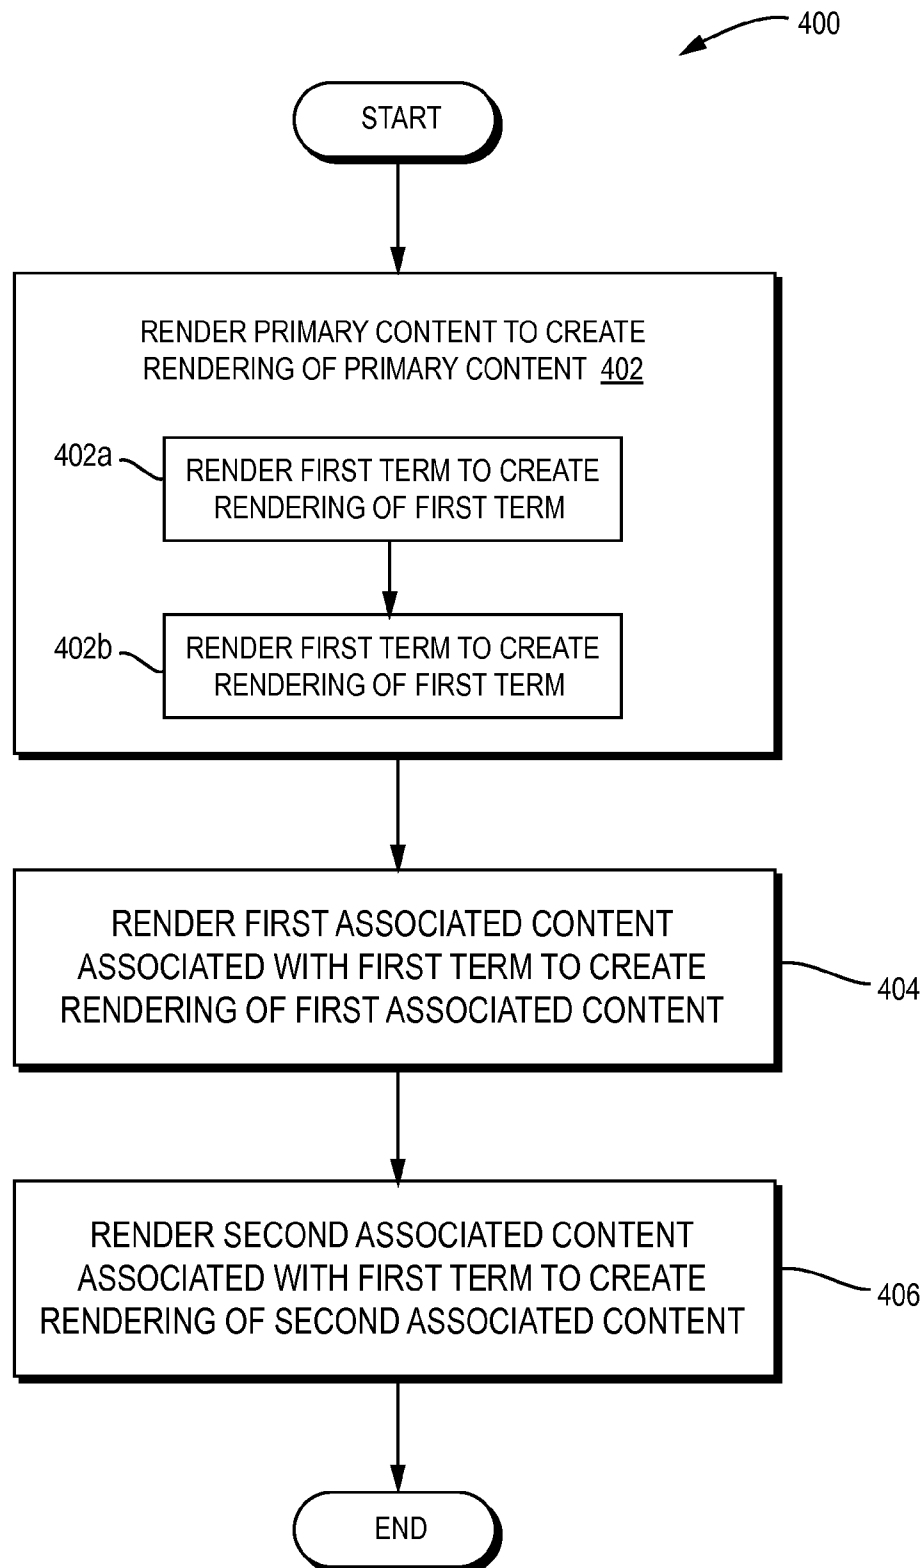 400
START
RENDER PRIMARY CONTENT TO CREATE
RENDERING OF PRIMARY CONTENT 402
402a
RENDER FIRST TERM TO CREATE
RENDERING OF FIRST TERM
402b
RENDER FIRST TERM TO CREATE
RENDERING OF FIRST TERM
RENDER FIRST ASSOCIATED CONTENT
ASSOCIATED WITH FIRST TERM TO CREATE
RENDERING OF FIRST ASSOCIATED CONTENT
404
RENDER SECOND ASSOCIATED CONTENT
ASSOCIATED WITH FIRST TERM TO CREATE
RENDERING OF SECOND ASSOCIATED CONTENT
406
END